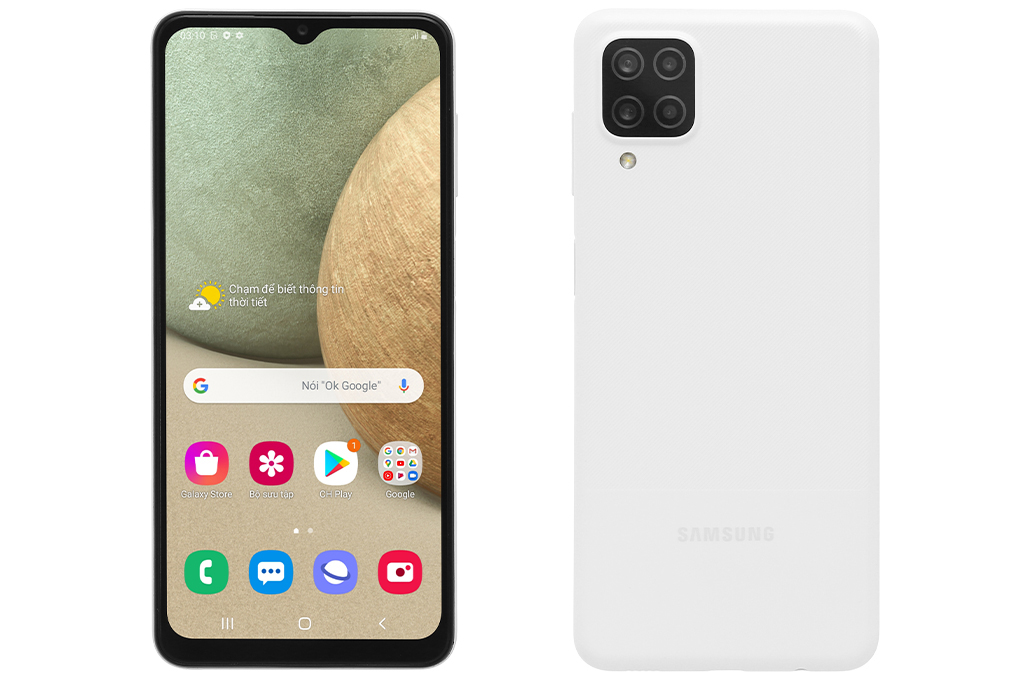 03:10
Chạm để biết thông tin
thời tiết
Nói "Ok Google"
1
Galaxy Store
Bộ sưu tập
CH Play
Google
SAMSUNG